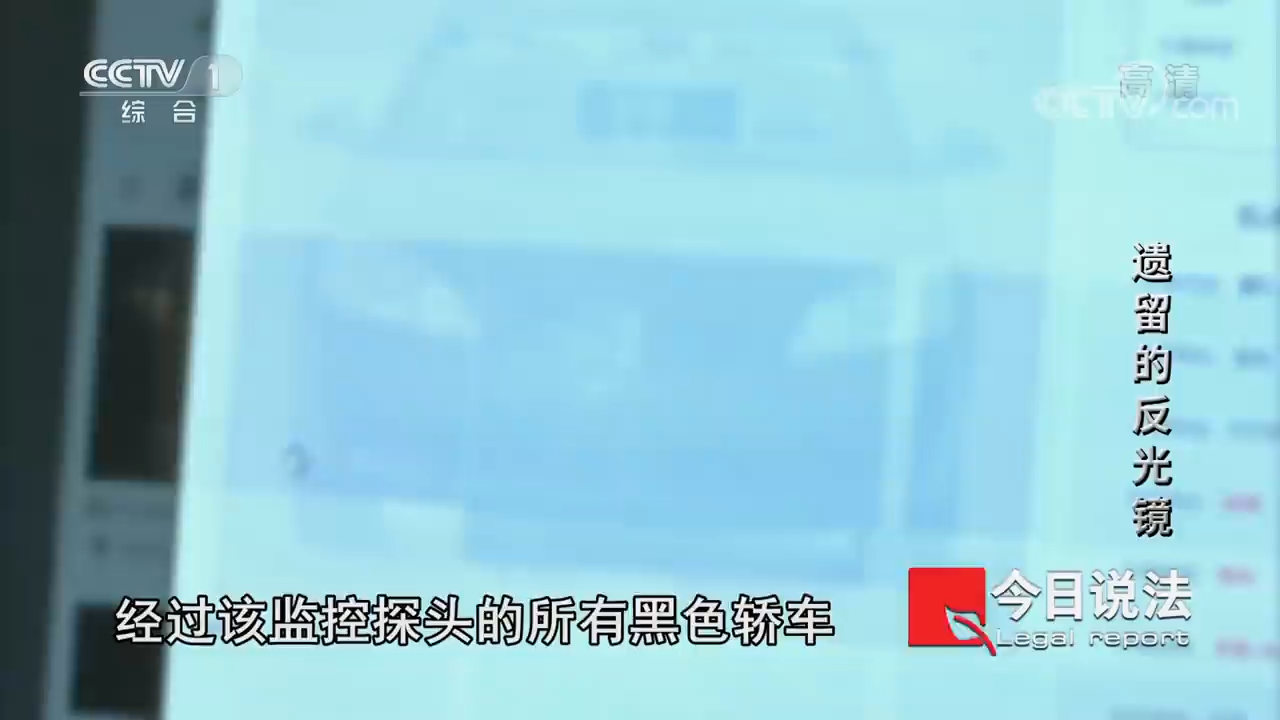 CCTV 1
综合
高清
CCTV.com
遗留的反光镜
今日说法
Legal report
经过该监控探头的所有黑色轿车